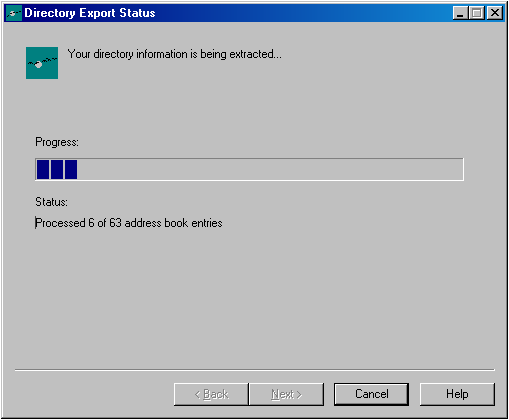 Directory Export Status
Your directory information is being extracted...
Progress:
Status:
Processed 6 of 63 address book entries
< Back Next > Cancel Help